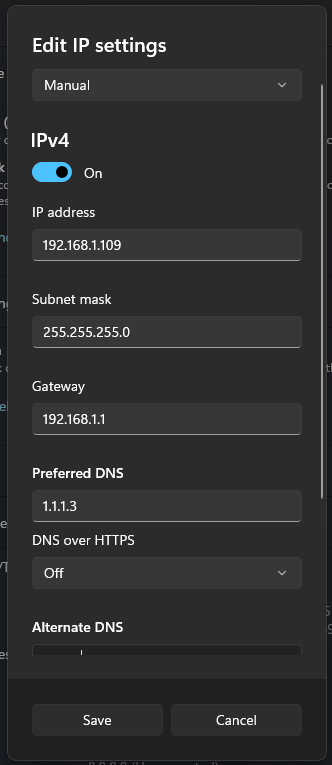 Edit IP settings
Manual
IPv4
On
IP address
192.168.1.109
Subnet mask
255.255.255.0
Gateway
192.168.1.1
Preferred DNS
1.1.1.3
DNS over HTTPS
Off
Alternate DNS
Save
Cancel